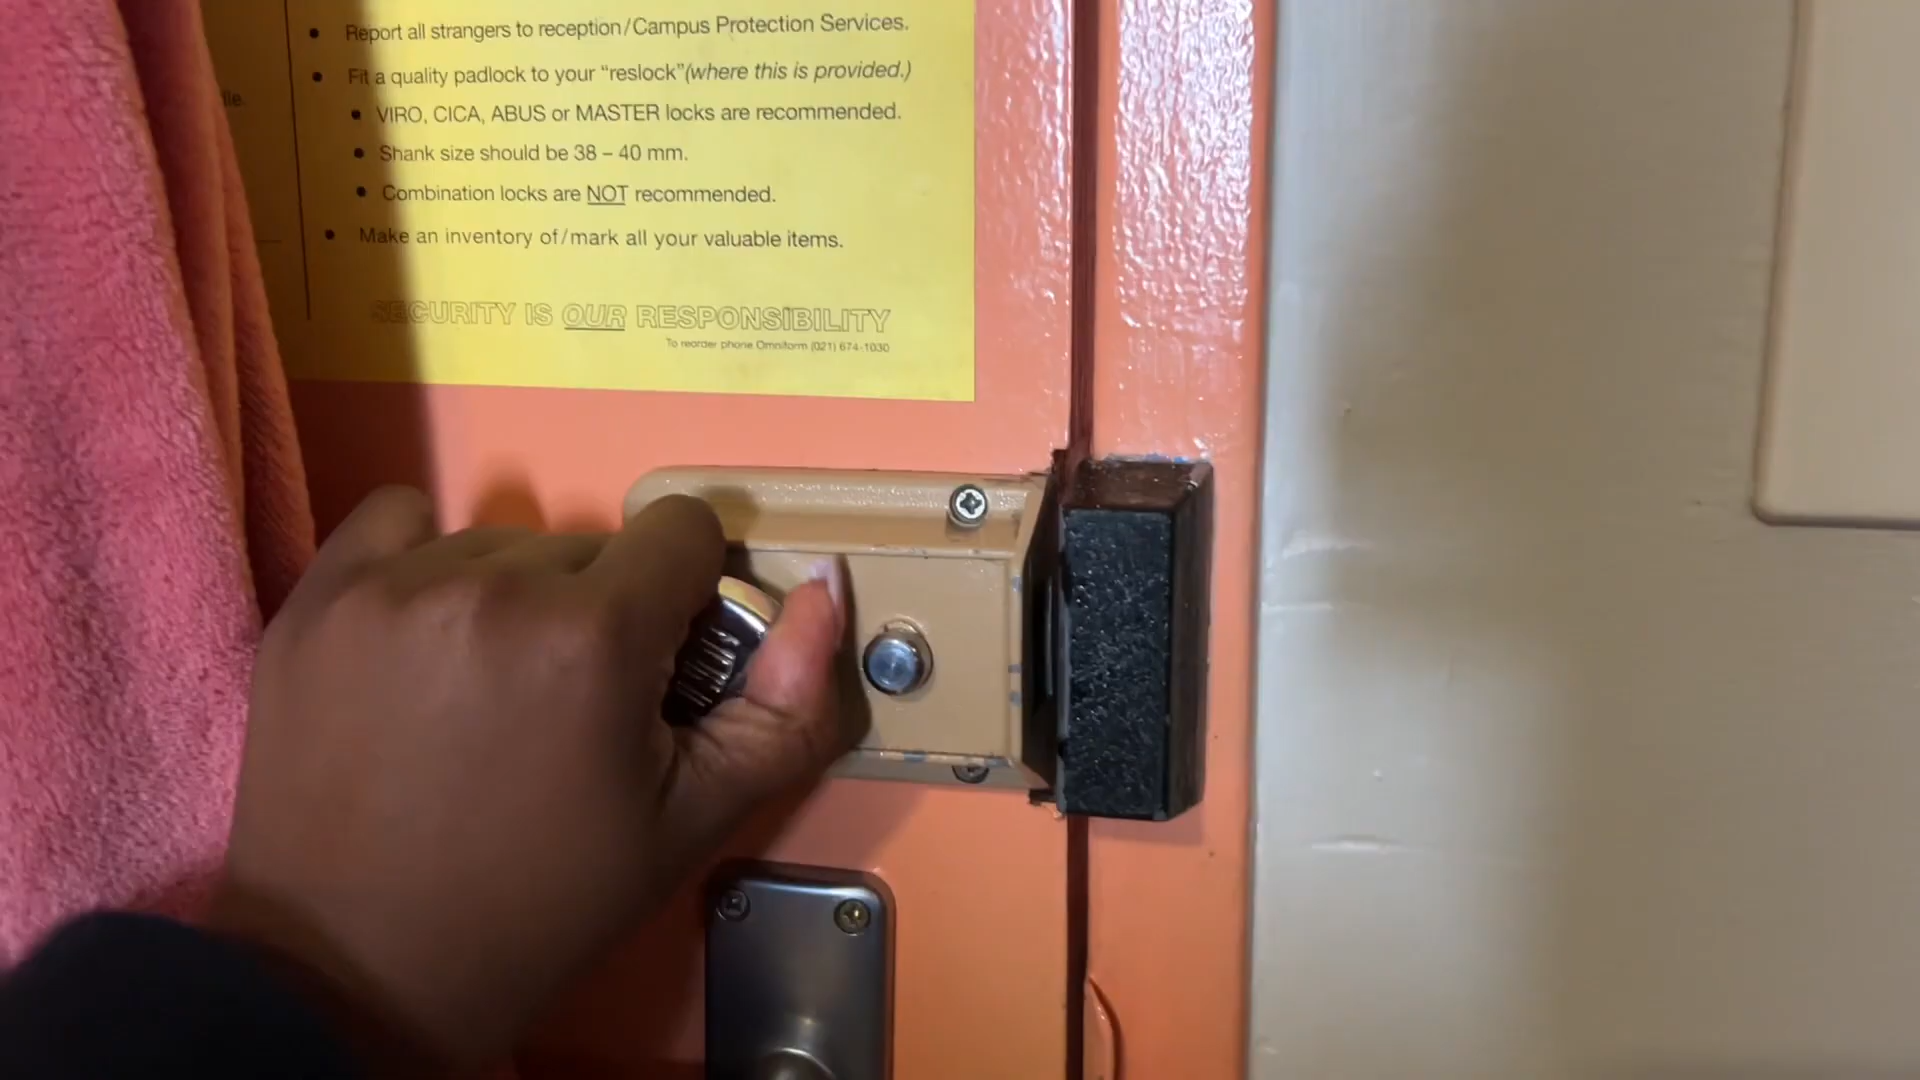 • Report all strangers to reception/Campus Protection Services.
• Fit a quality padlock to your “reslock”(where this is provided.)
lle.
• VIRO, CICA, ABUS or MASTER locks are recommended.
• Shank size should be 38 – 40 mm.
• Combination locks are NOT recommended.
• Make an inventory of/mark all your valuable items.
SECURITY IS OUR RESPONSIBILITY
To reorder phone Omniform (021) 674-1030